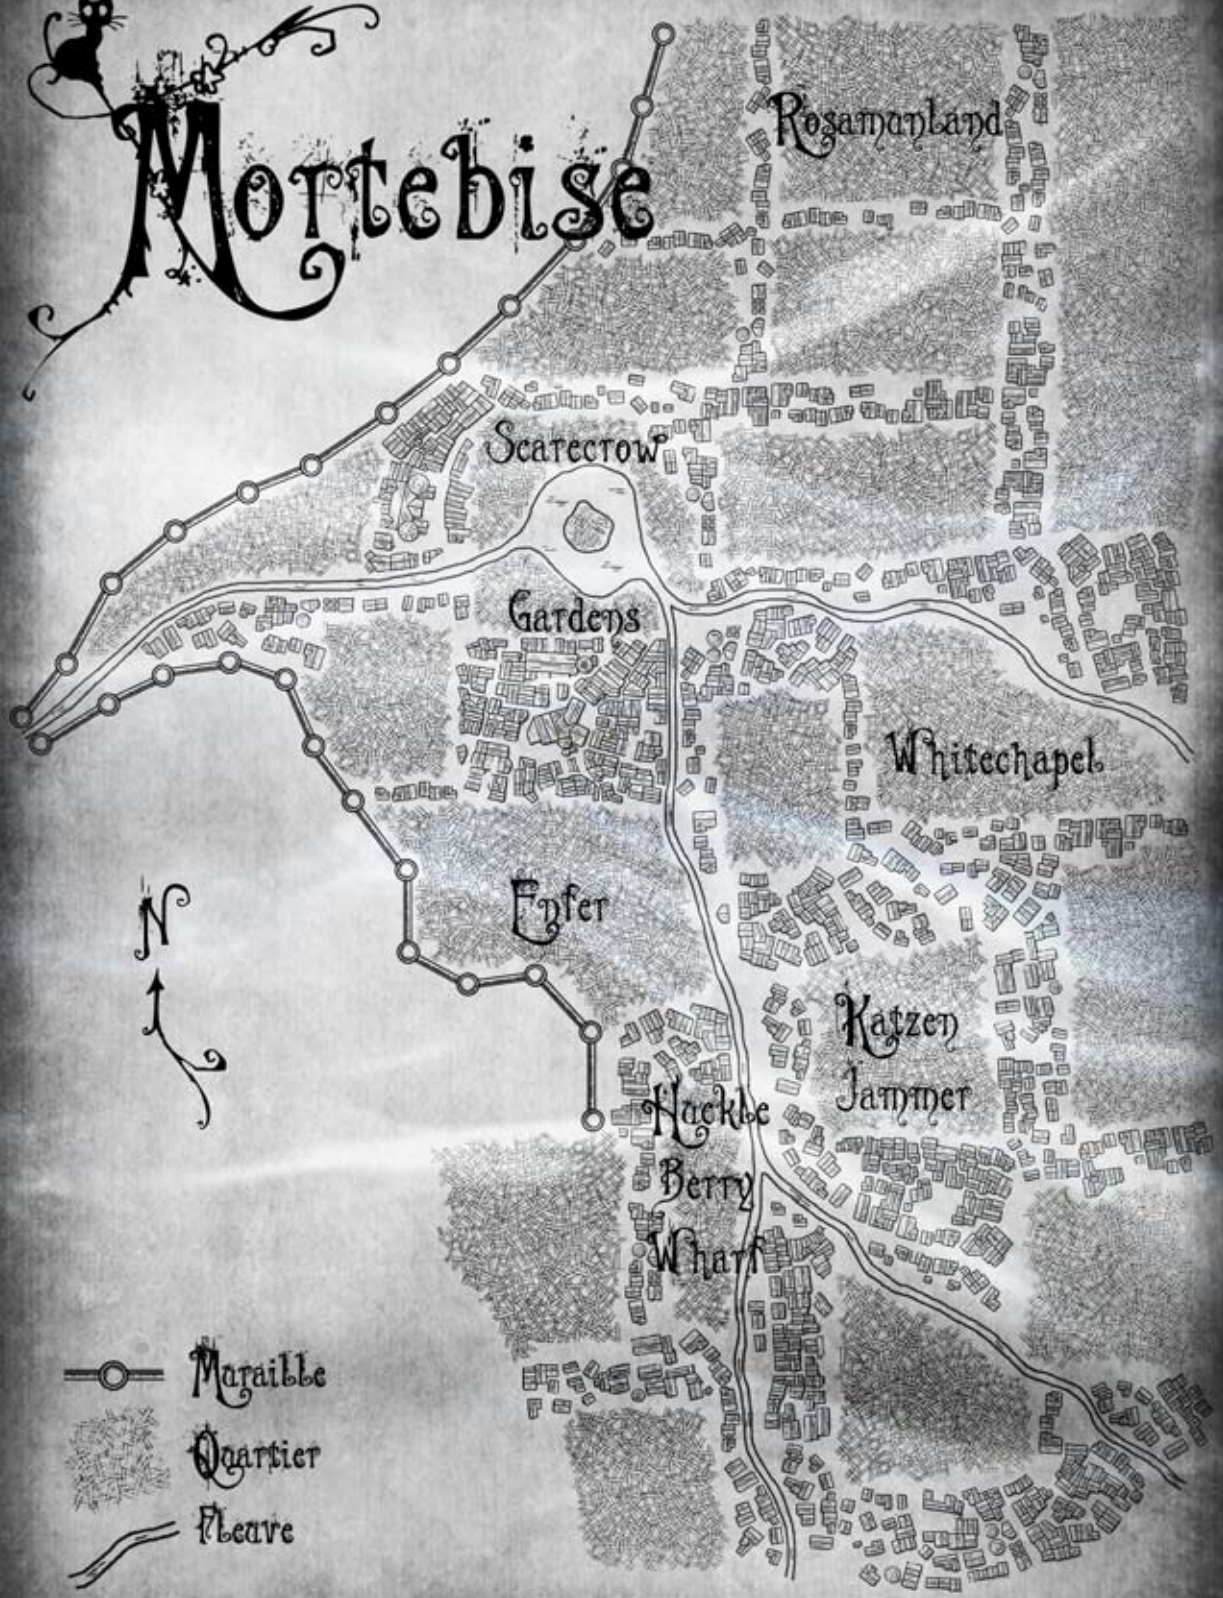 Mortebise
Rosamunland
Scarecrow
Gardens
Whitechapel
Enfer
N
Katzen
Jammer
Huckle
Berry
Wharf
Muraille
Quartier
Fleuve